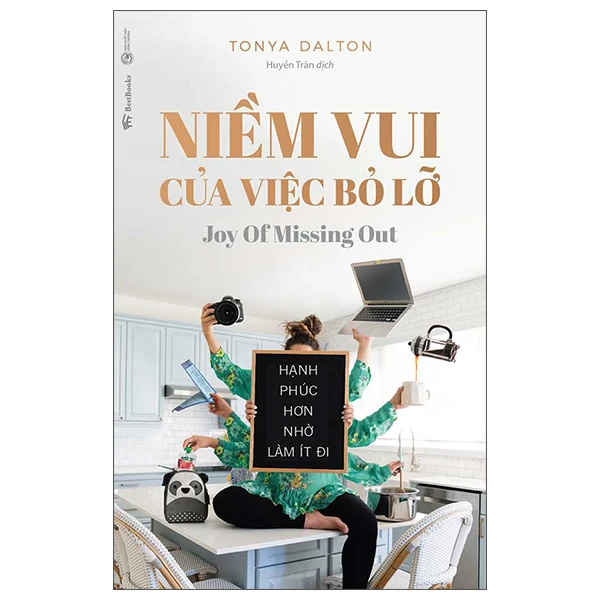 BestBooks
TONYA DALTON
Huyền Trân dịch
NIỀM VUI
CỦA VIỆC BỎ LỠ
Joy Of Missing Out
HẠNH
PHÚC
HƠN
NHỜ
LÀM ÍT ĐI